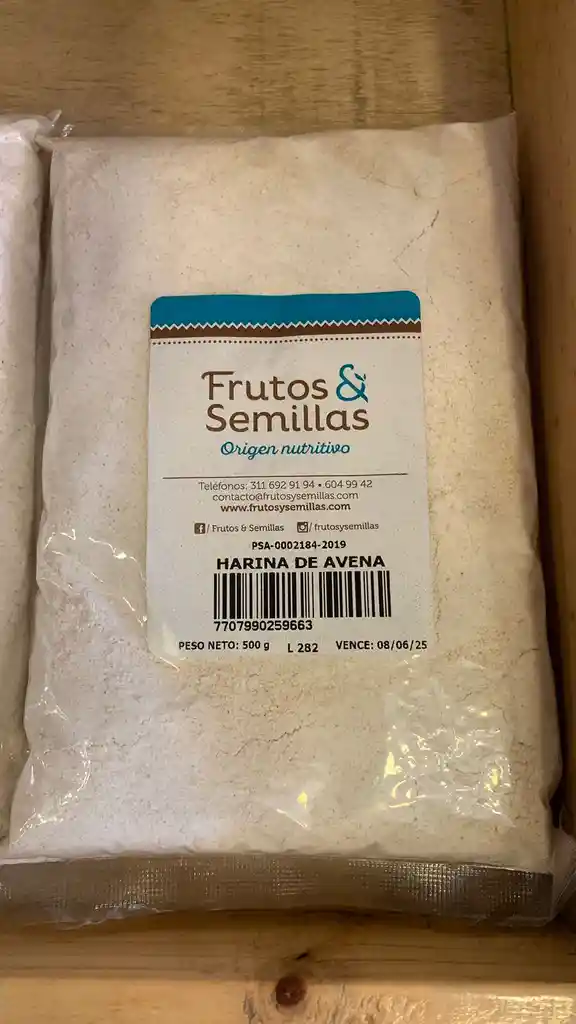 Frutos &
Semillas
Origen nutritivo
Teléfonos: 311 692 91 94 • 604 99 42
contacto@frutosysemillas.com
www.frutosysemillas.com
/ Frutos & Semillas / frutosysemillas
PSA-0002184-2019
HARINA DE AVENA
7707990259663
PESO NETO: 500 g L 282 VENCE: 08/06/25